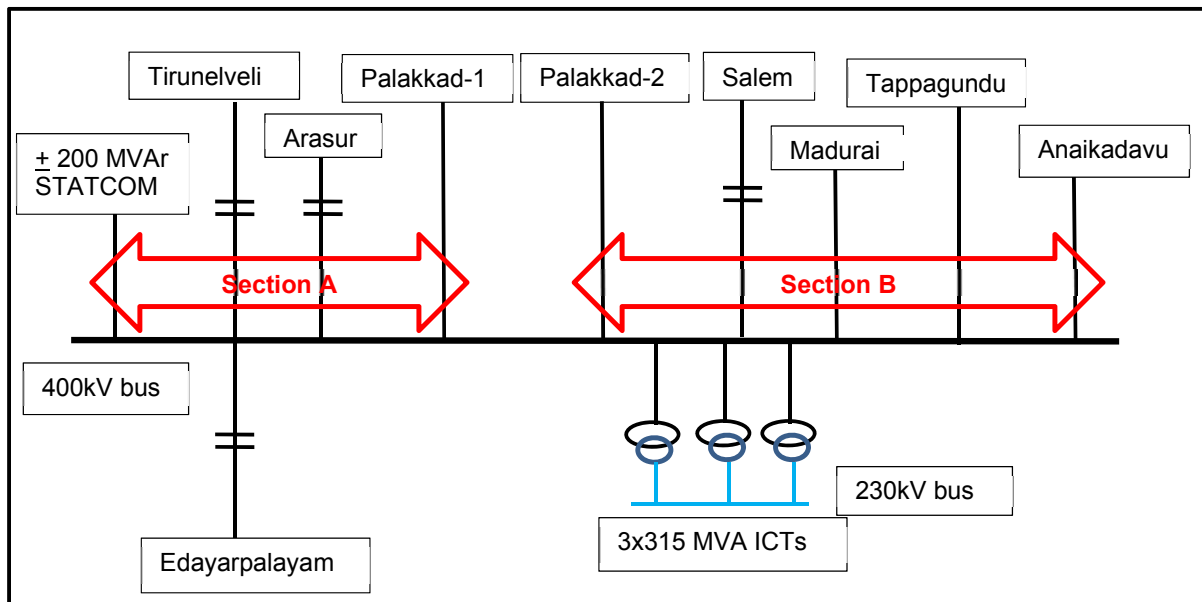 Tirunelveli
Palakkad-1
Palakkad-2
Salem
Tappagundu
Arasur
Madurai
Anaikadavu
± 200 MVAr
STATCOM
Section A
Section B
400kV bus
230kV bus
3x315 MVA ICTs
Edayarpalayam